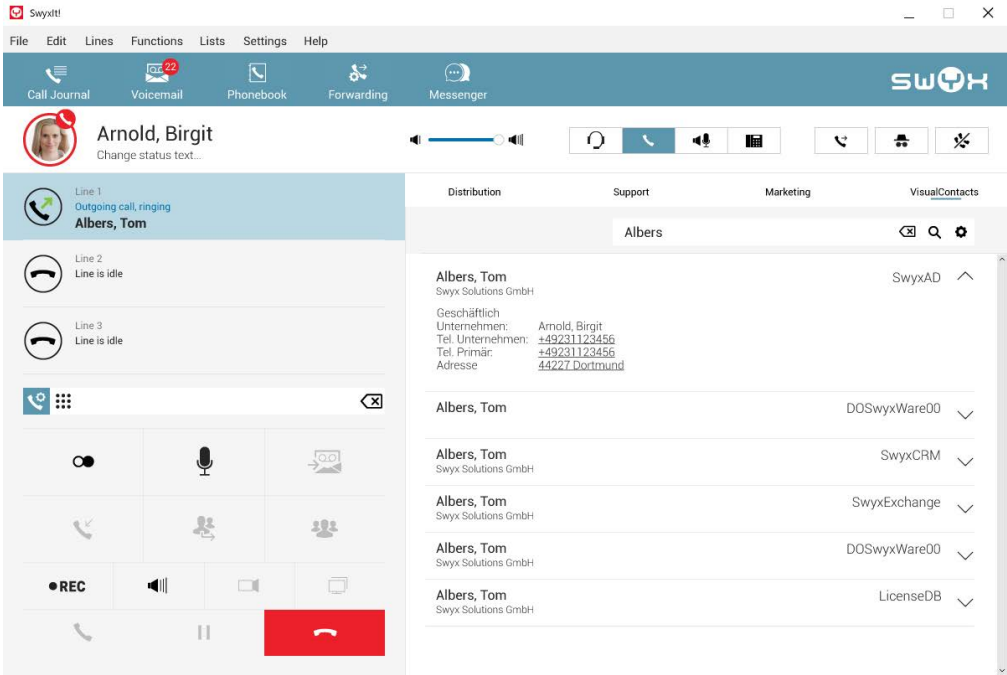 SwyxIt!
File Edit Lines Functions Lists Settings Help
22
Call Journal Voicemail Phonebook Forwarding Messenger
swyx
Arnold, Birgit
Change status text...
Line 1
Outgoing call, ringing
Albers, Tom
Line 2
Line is idle
Line 3
Line is idle
REC
Distribution Support Marketing VisualContacts
Albers
Albers, Tom SwyxAD
Swyx Solutions GmbH
Geschäftlich
Unternehmen: Arnold, Birgit
Tel. Unternehmen: +49231123456
Tel. Primär: +49231123456
Adresse 44227 Dortmund
Albers, Tom DOSwyxWare00
Albers, Tom SwyxCRM
Swyx Solutions GmbH
Albers, Tom SwyxExchange
Swyx Solutions GmbH
Albers, Tom DOSwyxWare00
Swyx Solutions GmbH
Albers, Tom LicenseDB
Swyx Solutions GmbH